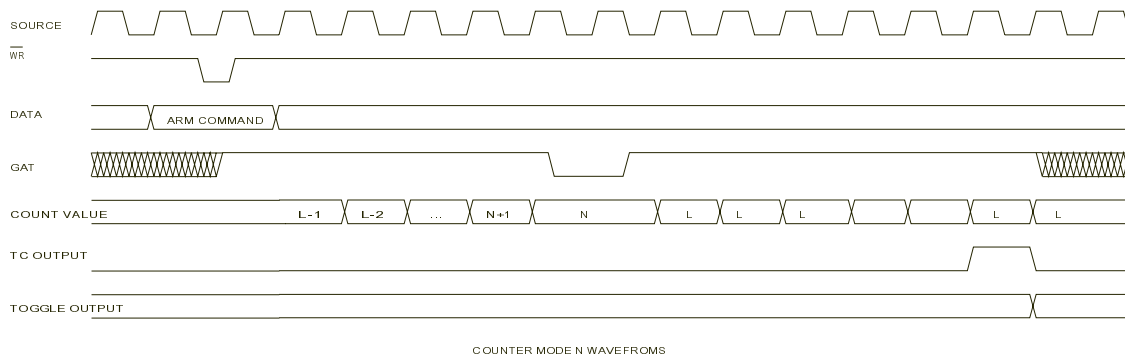 SOURCE
WR
DATA ARM COMMAND
GAT
COUNT VALUE L-1 L-2 ... N+1 N L L L L L
TC OUTPUT
TOGGLE OUTPUT
COUNTER MODE N WAVEFROMS